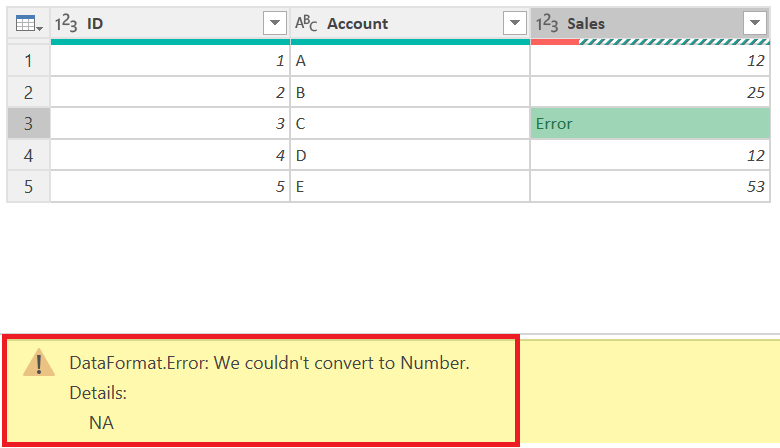 123 ID ABC Account 123 Sales
1 1 A 12
2 2 B 25
3 3 C Error
4 4 D 12
5 5 E 53
DataFormat.Error: We couldn't convert to Number.
Details:
NA